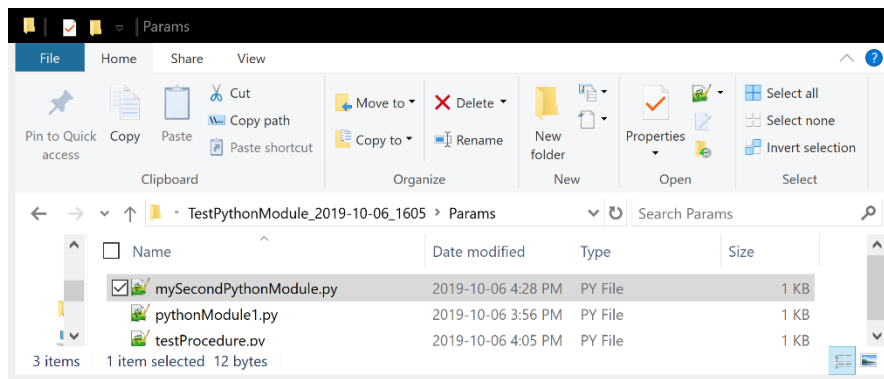 Params
File Home Share View
Pin to Quick access
Copy
Paste
Cut
Copy path
Paste shortcut
Clipboard
Move to
Copy to
Delete
Rename
Organize
New folder
New
Properties
Open
Select all
Select none
Invert selection
Select
TestPythonModule_2019-10-06_1605 > Params
Search Params
Name Date modified Type Size
mySecondPythonModule.py 2019-10-06 4:28 PM PY File 1 KB
pythonModule1.py 2019-10-06 3:56 PM PY File 1 KB
testProcedure.py 2019-10-06 4:05 PM PY File 1 KB
3 items 1 item selected 12 bytes